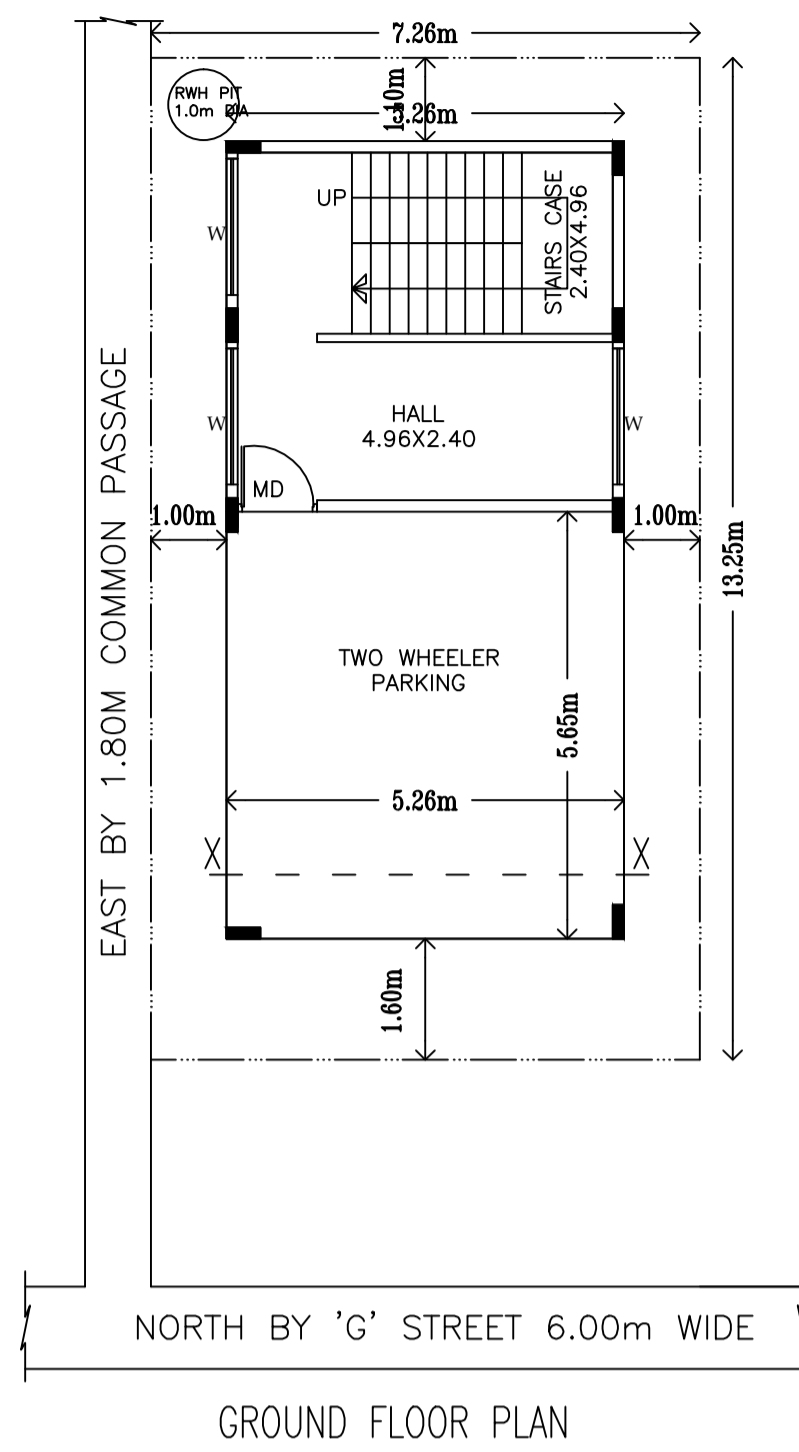 7.26m
RWH PIT
1.0m DIA
1.10m
5.26m
UP
STAIRS CASE
2.40X4.96
W
W
W
HALL
4.96X2.40
MD
1.00m
1.00m
13.25m
EAST BY 1.80M COMMON PASSAGE
TWO WHEELER
PARKING
5.65m
5.26m
X
X
1.60m
NORTH BY 'G' STREET 6.00m WIDE
GROUND FLOOR PLAN